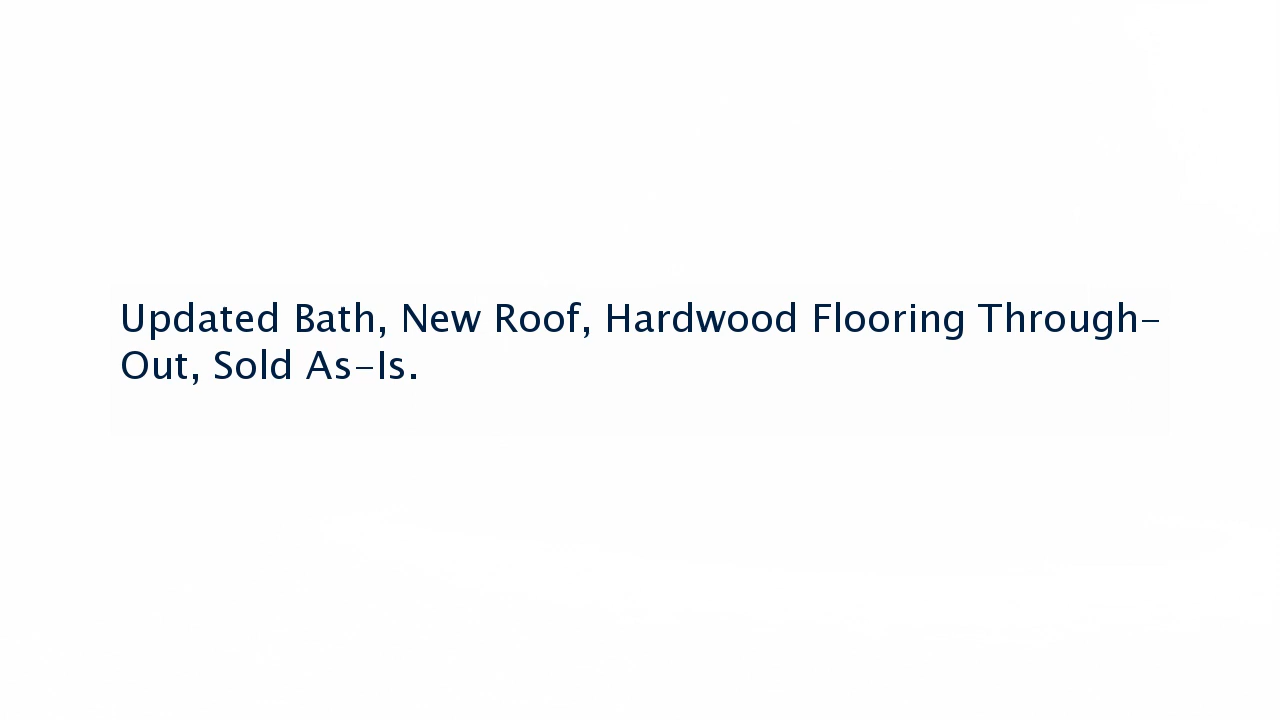 Updated Bath, New Roof, Hardwood Flooring Through-
Out, Sold As-Is.